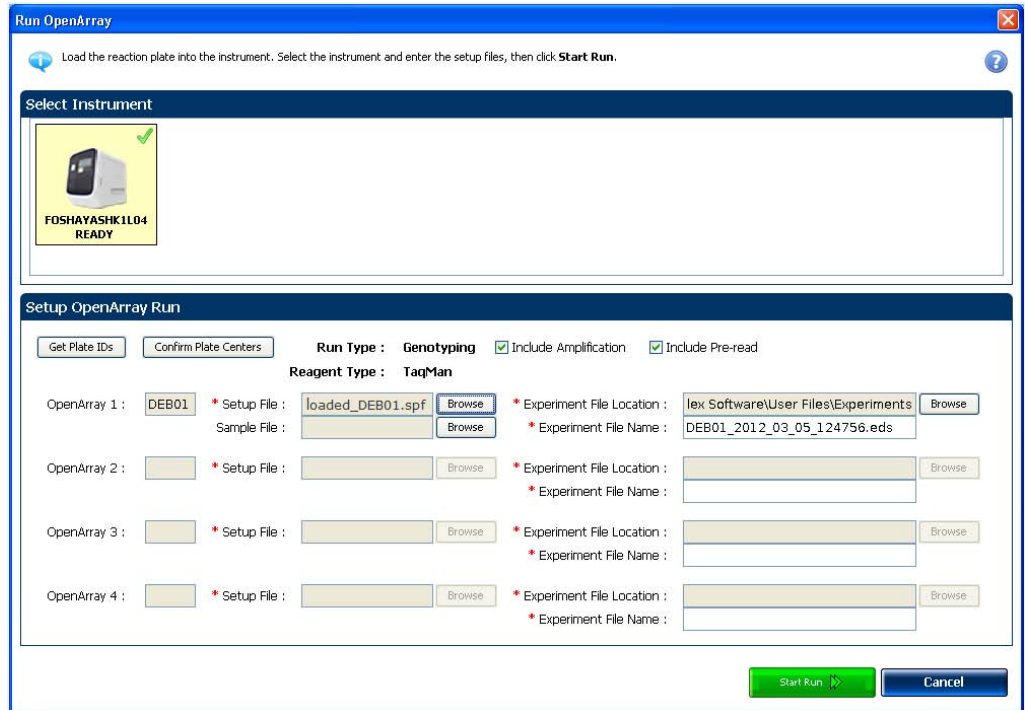 Run OpenArray
Load the reaction plate into the instrument. Select the instrument and enter the setup files, then click Start Run.
Select Instrument
FOSHAYASHK1L04
READY
Setup OpenArray Run
Get Plate IDs Confirm Plate Centers Run Type : Genotyping Include Amplification Include Pre-read
Reagent Type : TaqMan
OpenArray 1 : DEB01 * Setup File : loaded_DEB01.spf Browse * Experiment File Location : lex Software\User Files\Experiments Browse
Sample File : Browse * Experiment File Name : DEB01_2012_03_05_124756.eds
OpenArray 2 : * Setup File : Browse * Experiment File Location : Browse
* Experiment File Name :
OpenArray 3 : * Setup File : Browse * Experiment File Location : Browse
* Experiment File Name :
OpenArray 4 : * Setup File : Browse * Experiment File Location : Browse
* Experiment File Name :
Start Run Cancel